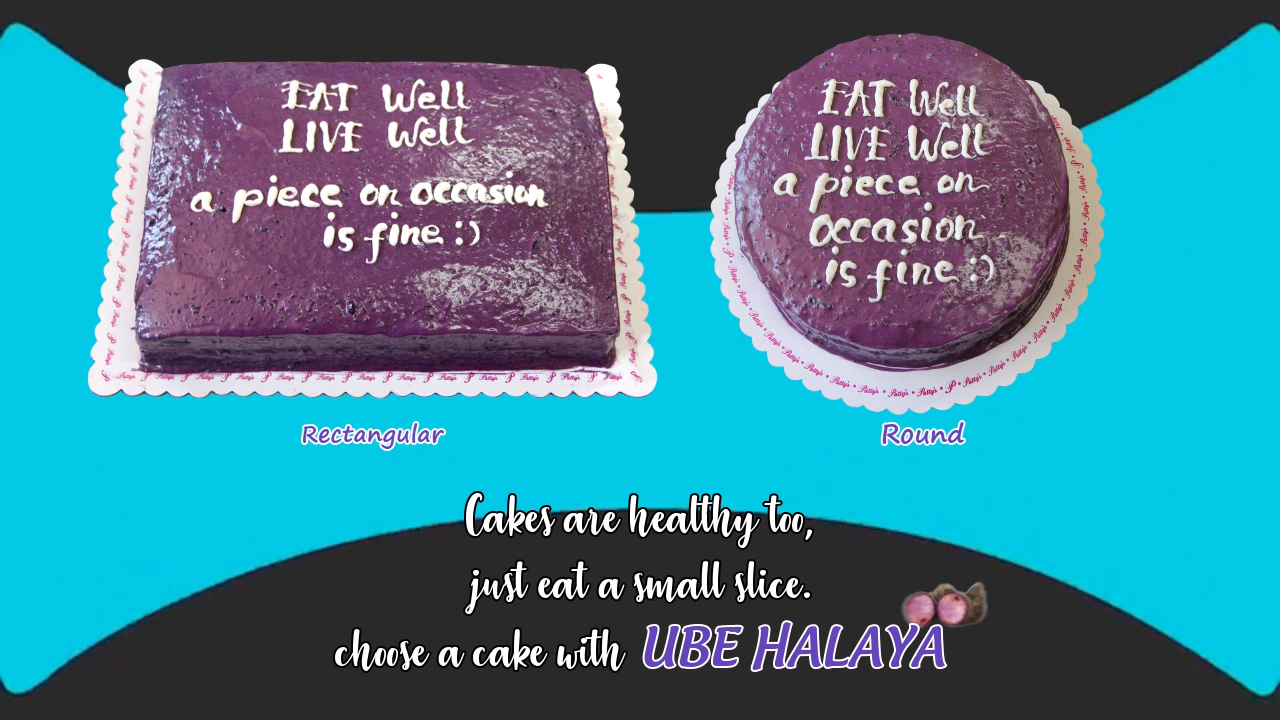 EAT Well
LIVE Well
a piece on occasion
is fine :)
EAT Well
LIVE Well
a piece on
occasion
is fine :)
Rectangular
Round
Cakes are healthy too,
just eat a small slice.
choose a cake with UBE HALAYA
Patty's